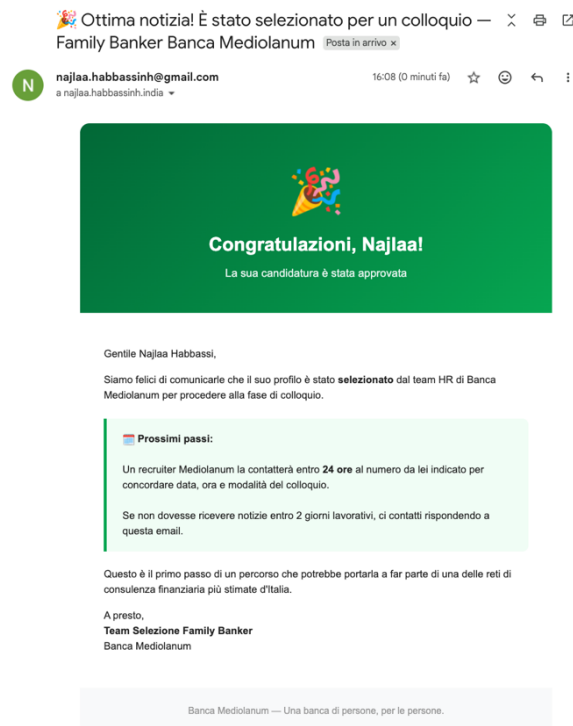 🎉 Ottima notizia! È stato selezionato per un colloquio —
Family Banker Banca Mediolanum Posta in arrivo ×
N
najlaa.habbassinh@gmail.com 16:08 (0 minuti fa)
a najlaa.habbassinh.india
🎉
Congratulazioni, Najlaa!
La sua candidatura è stata approvata
Gentile Najlaa Habbassi,
Siamo felici di comunicarle che il suo profilo è stato selezionato dal team HR di Banca
Mediolanum per procedere alla fase di colloquio.
🗓️ Prossimi passi:
Un recruiter Mediolanum la contatterà entro 24 ore al numero da lei indicato per
concordare data, ora e modalità del colloquio.
Se non dovesse ricevere notizie entro 2 giorni lavorativi, ci contatti rispondendo a
questa email.
Questo è il primo passo di un percorso che potrebbe portarla a far parte di una delle reti di
consulenza finanziaria più stimate d'Italia.
A presto,
Team Selezione Family Banker
Banca Mediolanum
Banca Mediolanum — Una banca di persone, per le persone.